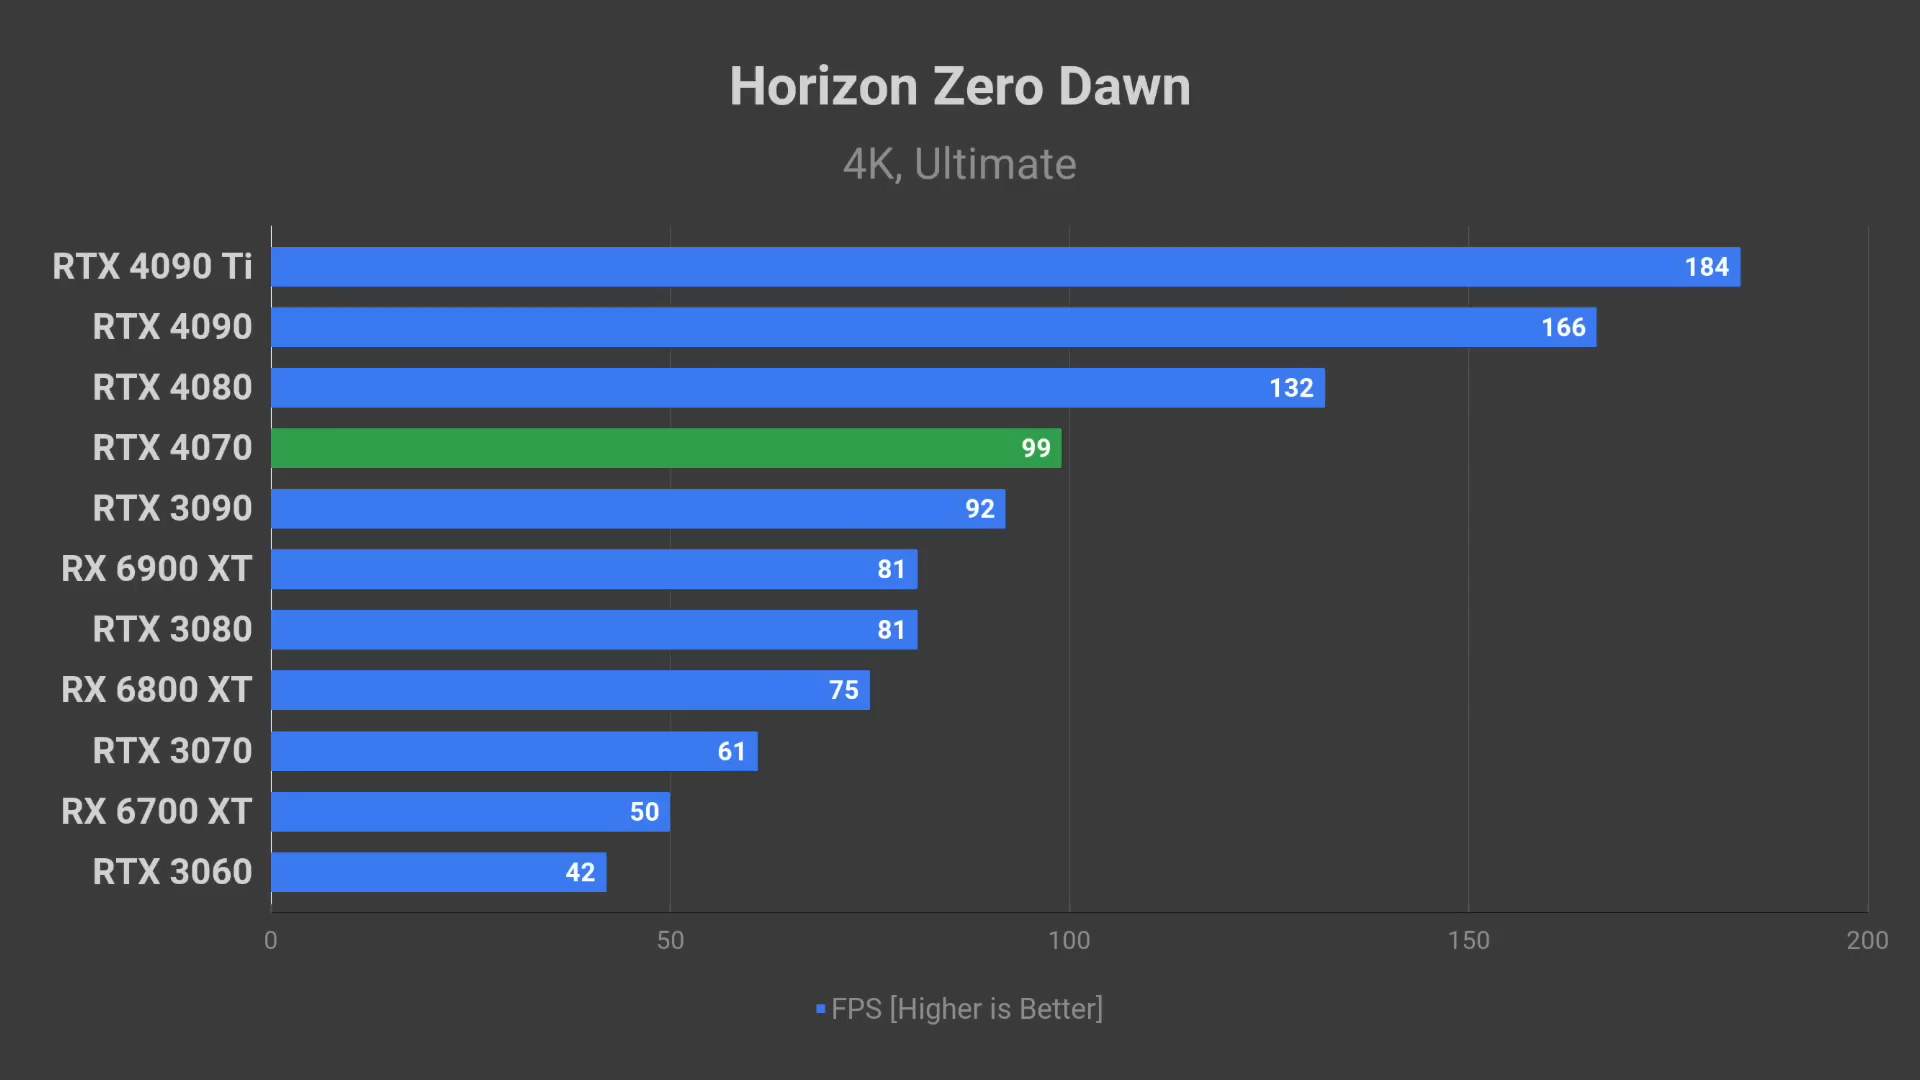 Horizon Zero Dawn
4K, Ultimate
RTX 4090 Ti 184
RTX 4090 166
RTX 4080 132
RTX 4070 99
RTX 3090 92
RX 6900 XT 81
RTX 3080 81
RX 6800 XT 75
RTX 3070 61
RX 6700 XT 50
RTX 3060 42
0 50 100 150 200
FPS [Higher is Better]